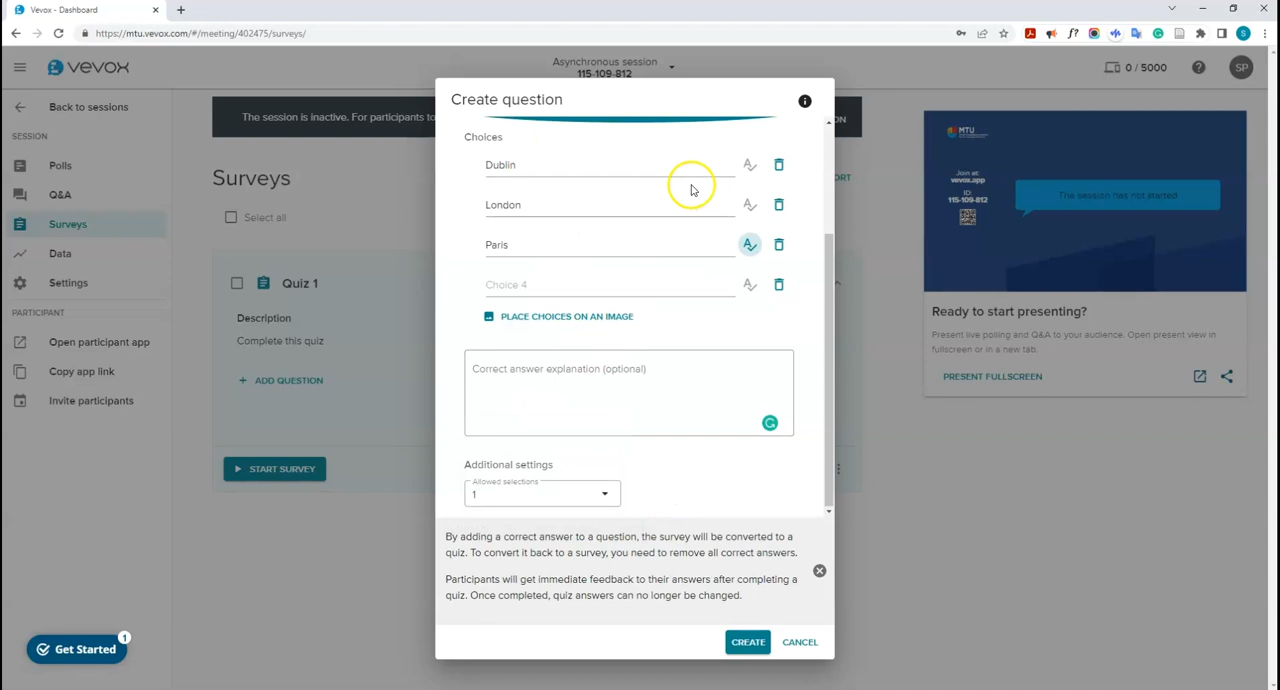 Vevox - Dashboard
https://mtu.vevox.com/#/meeting/402475/surveys/
vevox
Asynchronous session
115-109-812
0 / 5000
SP
Back to sessions
SESSION
Polls
Q&A
Surveys
Data
Settings
PARTICIPANT
Open participant app
Copy app link
Invite participants
Get Started
1
The session is inactive. For participants to
ON
Surveys
ORT
Select all
Quiz 1
Description
Complete this quiz
ADD QUESTION
START SURVEY
Create question
Choices
Dublin
London
Paris
Choice 4
PLACE CHOICES ON AN IMAGE
Correct answer explanation (optional)
Additional settings
Allowed selections
1
By adding a correct answer to a question, the survey will be converted to a
quiz. To convert it back to a survey, you need to remove all correct answers.
Participants will get immediate feedback to their answers after completing a
quiz. Once completed, quiz answers can no longer be changed.
CREATE
CANCEL
MTU
Join at:
vevox.app
ID:
115-109-812
The session has not started
Ready to start presenting?
Present live polling and Q&A to your audience. Open present view in
fullscreen or in a new tab.
PRESENT FULLSCREEN